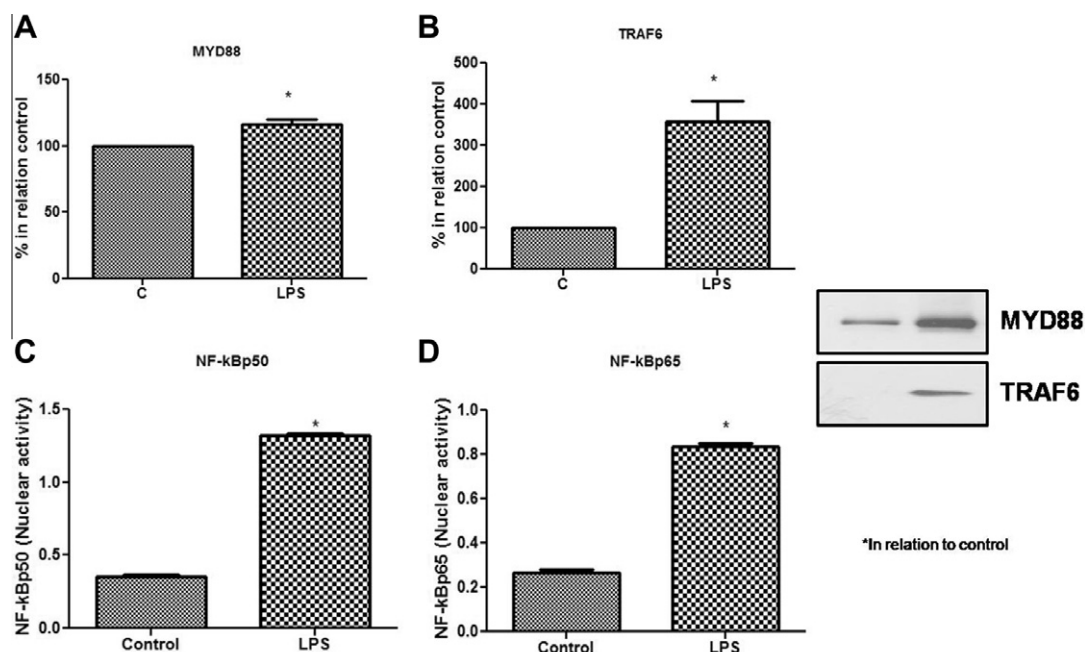 A
MYD88
% in relation control
150
100
50
0
C
LPS
*
B
TRAF6
% in relation control
500
400
300
200
100
0
C
LPS
*
MYD88
TRAF6
C
NF-kBp50
NF-kBp50 (Nuclear activity)
1.5
1.0
0.5
0.0
Control
LPS
*
D
NF-kBp65
NF-kBp65 (Nuclear activity)
1.0
0.8
0.6
0.4
0.2
0.0
Control
LPS
*
*In relation to control